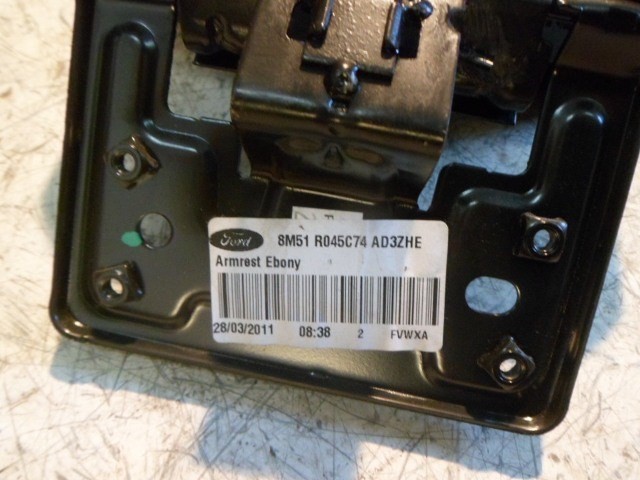 Ford 8M51 R045C74 AD3ZHE
Armrest Ebony
28/03/2011 08:38 2 FVWXA